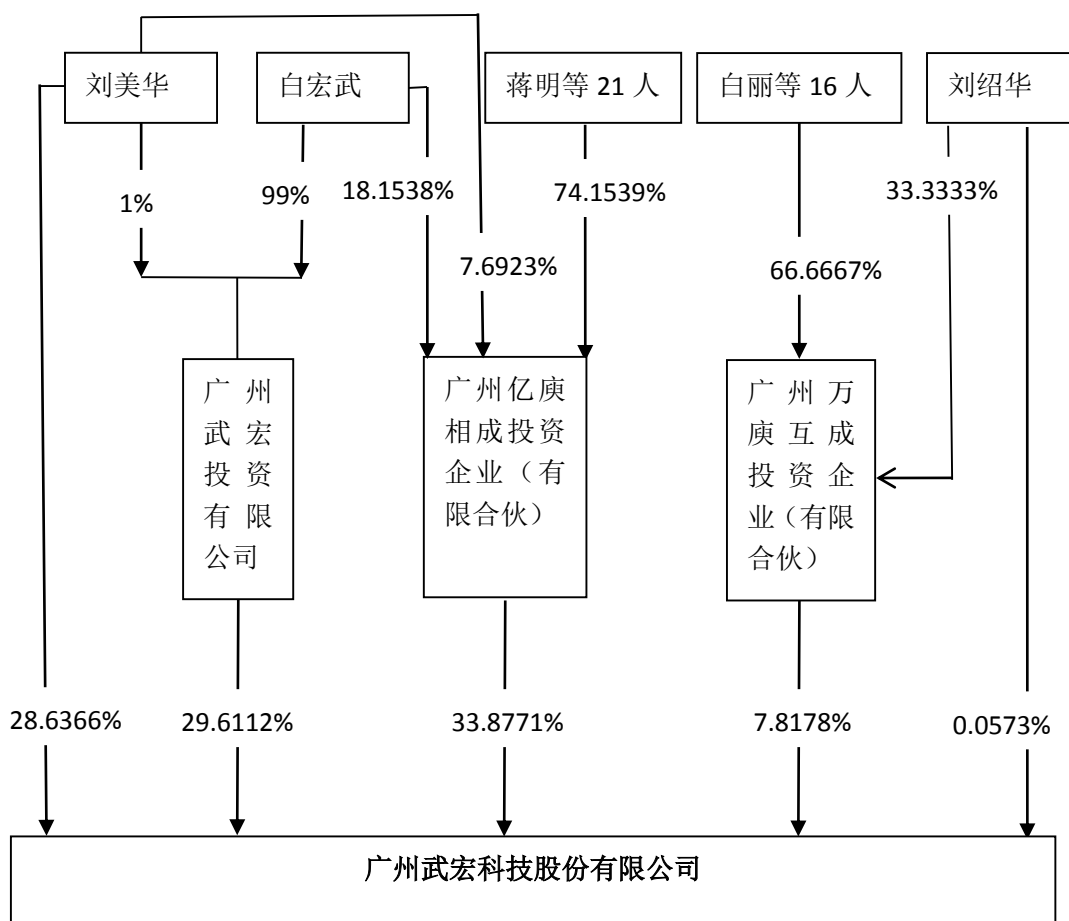 刘美华
白宏武
蒋明等 21 人
白丽等 16 人
刘绍华
1%
99%
18.1538%
74.1539%
33.3333%
7.6923%
66.6667%
广州
武宏
投资
有限
公司
广州亿庾
相成投资
企业（有
限合伙）
广州万
庾互成
投资企
业（有限
合伙）
28.6366%
29.6112%
33.8771%
7.8178%
0.0573%
广州武宏科技股份有限公司